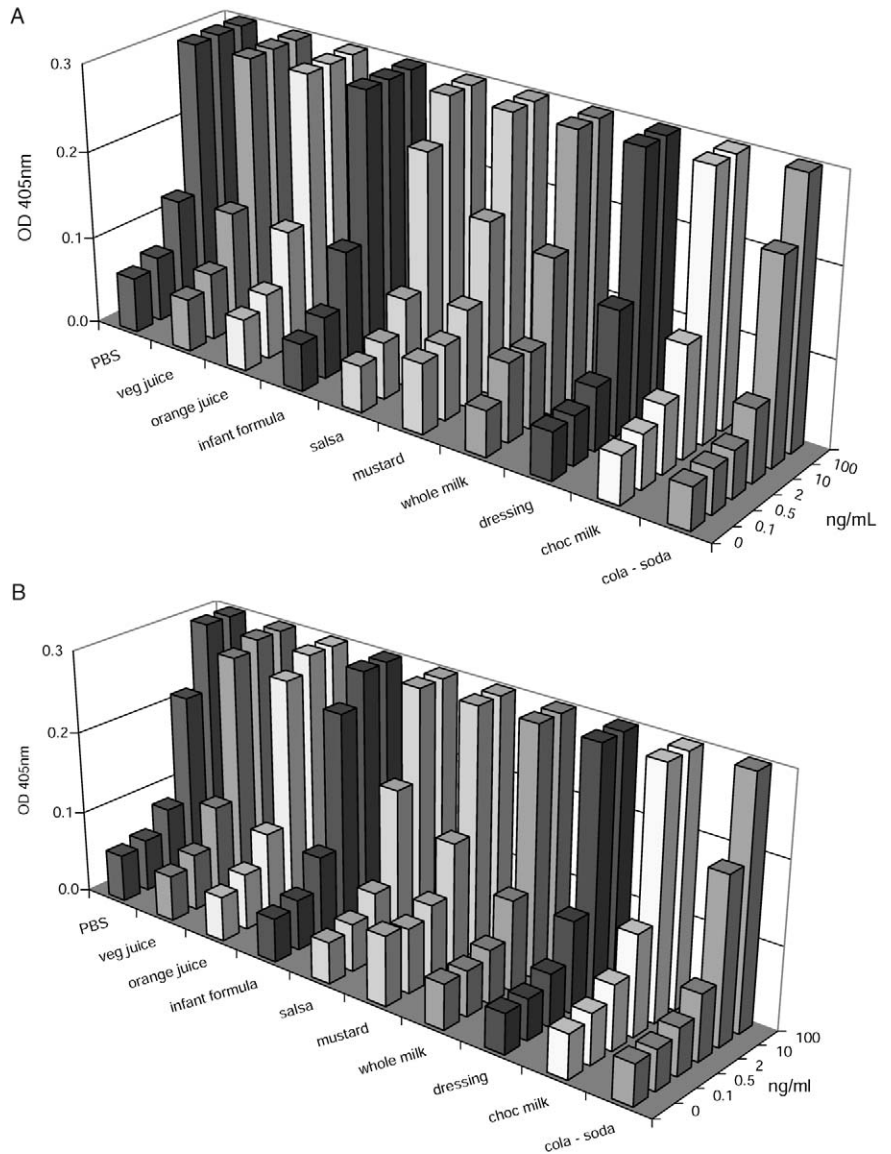 A
0.3
0.2
OD 405nm
0.1
0.0
PBS
veg juice
orange juice
infant formula
salsa
mustard
whole milk
dressing
choc milk
cola - soda
100
10
2
0.5
0.1
0
ng/mL
B
0.3
0.2
OD 405nm
0.1
0.0
PBS
veg juice
orange juice
infant formula
salsa
mustard
whole milk
dressing
choc milk
cola - soda
100
10
2
0.5
0.1
0
ng/ml